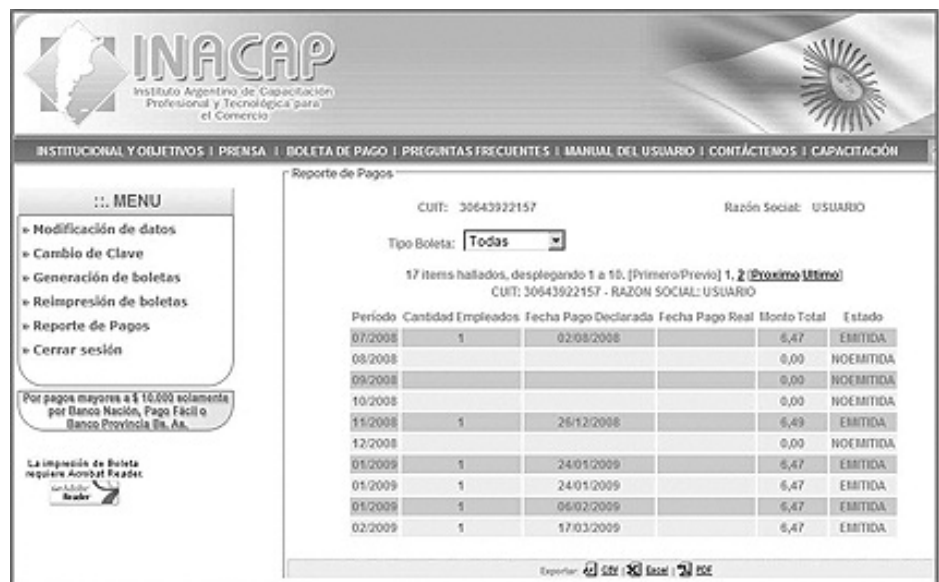 INACAP
Instituto Argentino de Capacitación
Profesional y Tecnológica para
el Comercio
INSTITUCIONAL Y OBJETIVOS | PRENSA | BOLETA DE PAGO | PREGUNTAS FRECUENTES | MANUAL DEL USUARIO | CONTÁCTENOS | CAPACITACIÓN
::. MENU
» Modificación de datos
» Cambio de Clave
» Generación de boletas
» Reimpresión de boletas
» Reporte de Pagos
» Cerrar sesión
Por pagos mayores a $ 10.000 solamente
por Banco Nación, Pago Fácil o
Banco Provincia Bs. As.
La impresión de Boleta
requiere Acrobat Reader.
Get Adobe
Reader
Reporte de Pagos
CUIT: 30643922157 Razón Social: USUARIO
Tipo Boleta: Todas
17 items hallados, desplegando 1 a 10. [Primero/Previo] 1, 2 [Proximo/Ultimo]
CUIT: 30643922157 - RAZON SOCIAL: USUARIO
Período Cantidad Empleados Fecha Pago Declarada Fecha Pago Real Monto Total Estado
07/2008 1 02/08/2008 6,47 EMITIDA
08/2008 0,00 NOEMITIDA
09/2008 0,00 NOEMITIDA
10/2008 0,00 NOEMITIDA
11/2008 1 26/12/2008 6,49 EMITIDA
12/2008 0,00 NOEMITIDA
01/2009 1 24/01/2009 6,47 EMITIDA
01/2009 1 24/01/2009 6,47 EMITIDA
01/2009 1 06/02/2009 6,47 EMITIDA
02/2009 1 17/03/2009 6,47 EMITIDA
Exportar: CSV | Excel | PDF